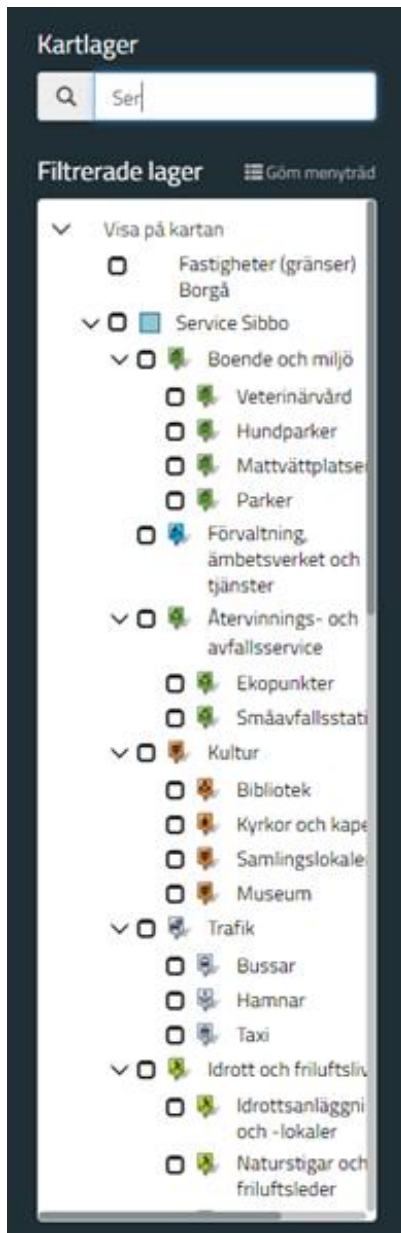 Kartlager
Ser
Filtrerade lager
Göm menyträd
Visa på kartan
Fastigheter (gränser)
Borgå
Service Sibbo
Boende och miljö
Veterinärvård
Hundparker
Mattvättplatse
Parker
Förvaltning,
ämbetsverket och
tjänster
Återvinnings- och
avfallsservice
Ekopunkter
Småavfallsstati
Kultur
Bibliotek
Kyrkor och kape
Samlingslokale
Museum
Trafik
Bussar
Hamnar
Taxi
Idrott och friluftsliv
Idrottsanläggni
och -lokaler
Naturstigar och
friluftsleder